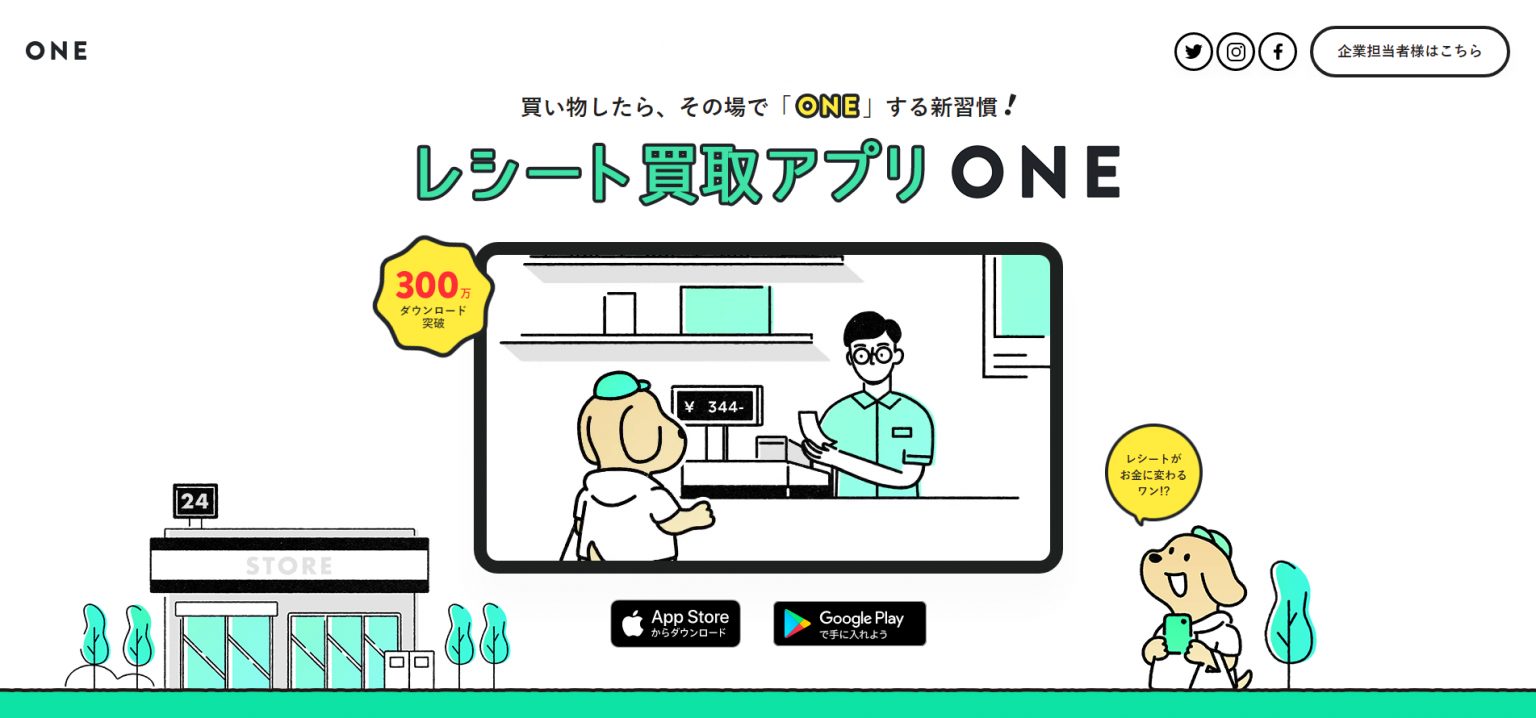 ONE
企業担当者様はこちら
買い物したら、その場で「ONE」する新習慣!
レシート買取アプリ ONE
300万
ダウンロード
突破
¥ 344-
レシートが
お金に変わる
ワン!?
24
STORE
App Store
からダウンロード
Google Play
で手に入れよう